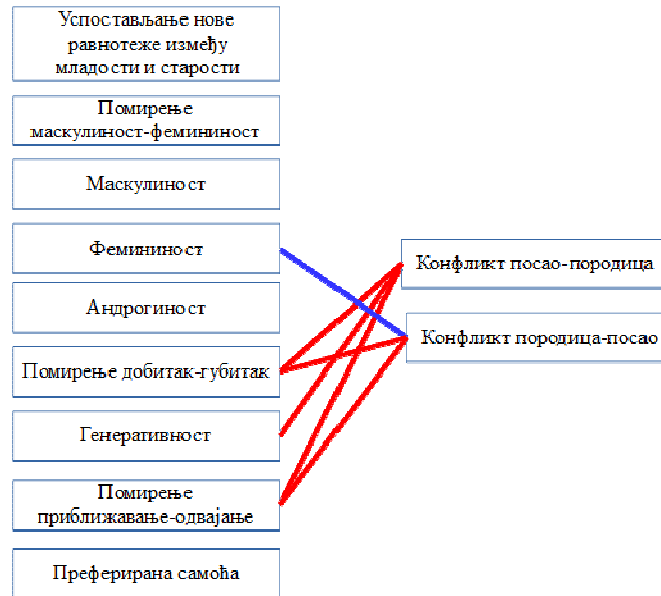 Успостављање нове
равнотеже између
младости и старости
Помирење
маскулиност-фемининост
Маскулиност
Фемининост
Андрогиност
Помирење добитак-губитак
Генеративност
Помирење
приближавање-одвајање
Преферирана самоћа
Конфликт посао-породица
Конфликт породица-посао